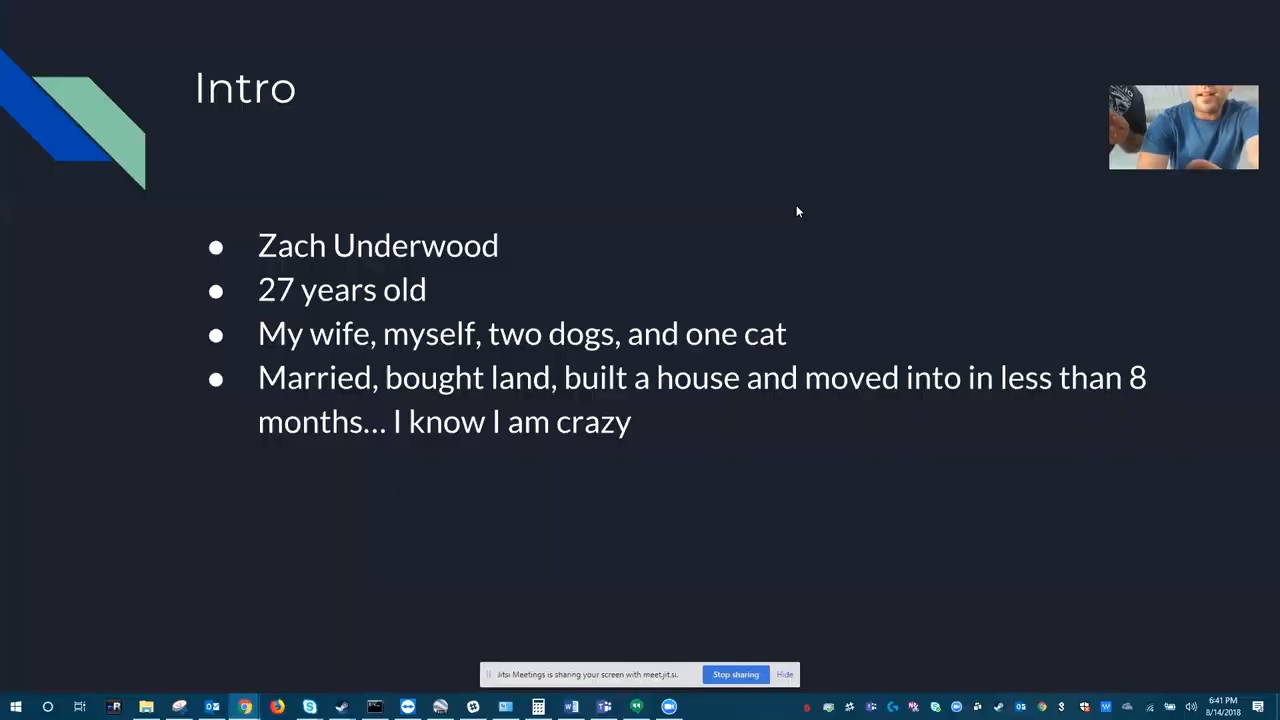 Intro
Zach Underwood
27 years old
My wife, myself, two dogs, and one cat
Married, bought land, built a house and moved into in less than 8
months... I know I am crazy
Jitsi Meetings is sharing your screen with meet.jit.si.
Stop sharing
Hide
6:41 PM
8/14/2018